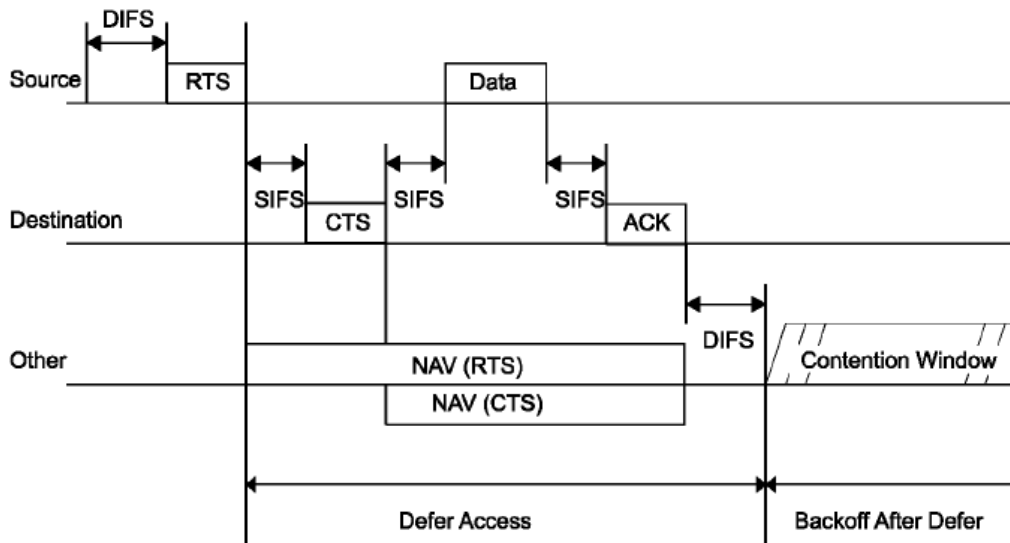 DIFS
Source
RTS
Data
SIFS
SIFS
SIFS
Destination
CTS
ACK
DIFS
Other
NAV (RTS)
Contention Window
NAV (CTS)
Defer Access
Backoff After Defer